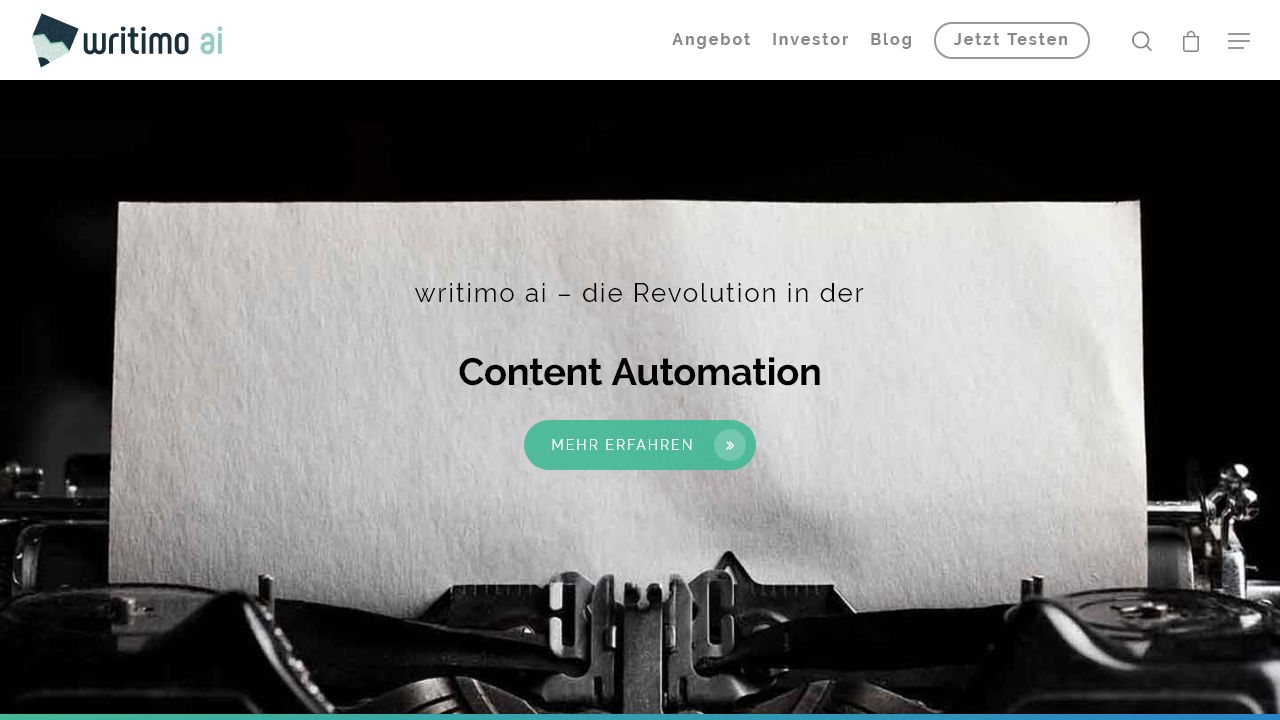 writimo ai
Angebot Investor Blog Jetzt Testen
writimo ai – die Revolution in der
Content Automation
MEHR ERFAHREN